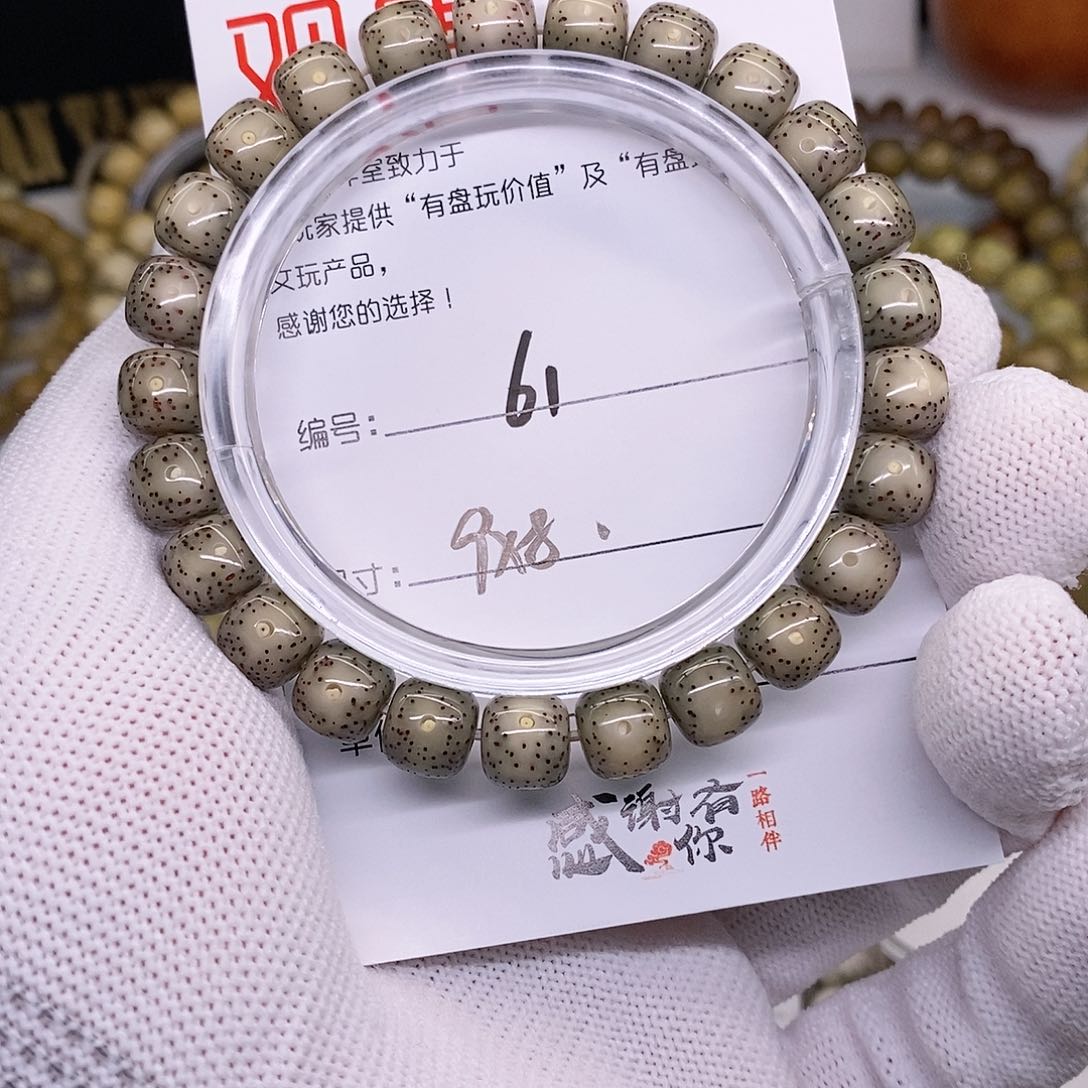 室致力于
玩家提供“有盘玩价值”及“有盘
文玩产品，
感谢您的选择！
编号： 61
寸： 9x8
感谢有你
一路相伴